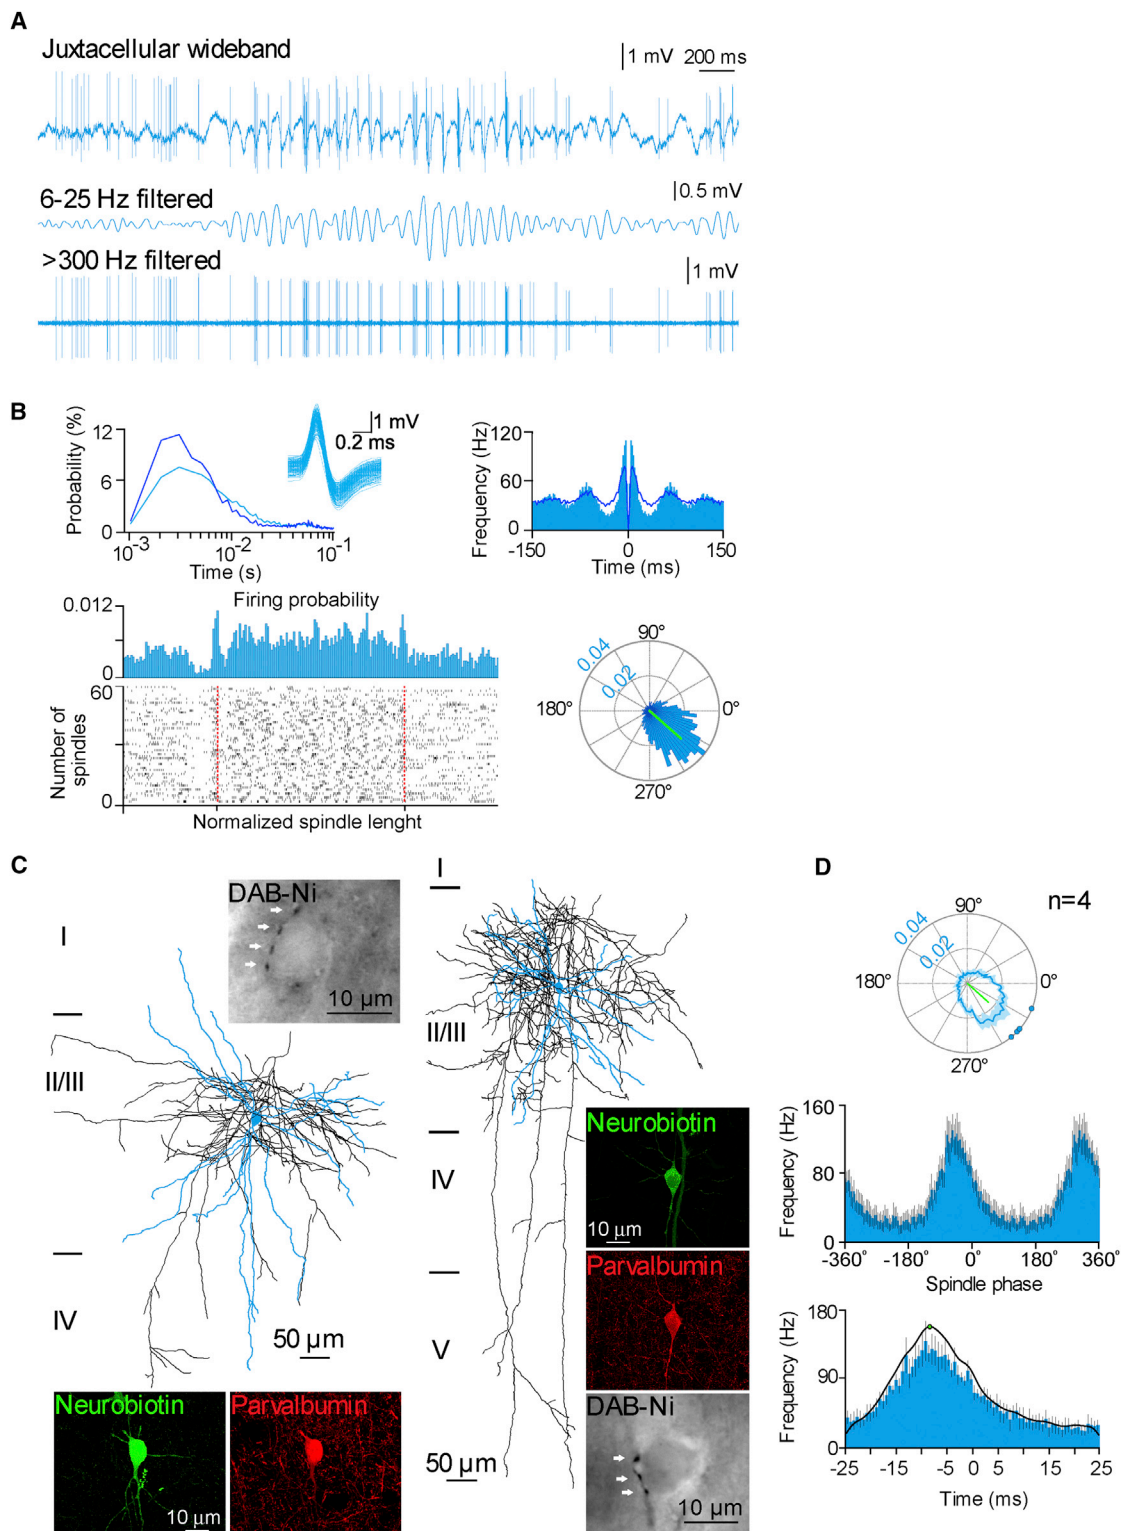 A
Juxtacellular wideband
1 mV 200 ms
6-25 Hz filtered
0.5 mV
>300 Hz filtered
1 mV
B
Probability (%)
12
6
0
10⁻³ 10⁻² 10⁻¹
Time (s)
1 mV
0.2 ms
Frequency (Hz)
120
60
0
-150 0 150
Time (ms)
Firing probability
0.012
0
Number of spindles
60
0
Normalized spindle lenght
90°
0.04
0.02
180° 0°
270°
C
I
II/III
IV
DAB-Ni
10 µm
50 µm
Neurobiotin
10 µm
Parvalbumin
I
II/III
IV
V
50 µm
Neurobiotin
10 µm
Parvalbumin
DAB-Ni
10 µm
D
n=4
90°
0.04
0.02
180° 0°
270°
Frequency (Hz)
160
80
0
-360° -180° 0° 180° 360°
Spindle phase
Frequency (Hz)
180
90
0
-25 -15 -5 0 5 15 25
Time (ms)